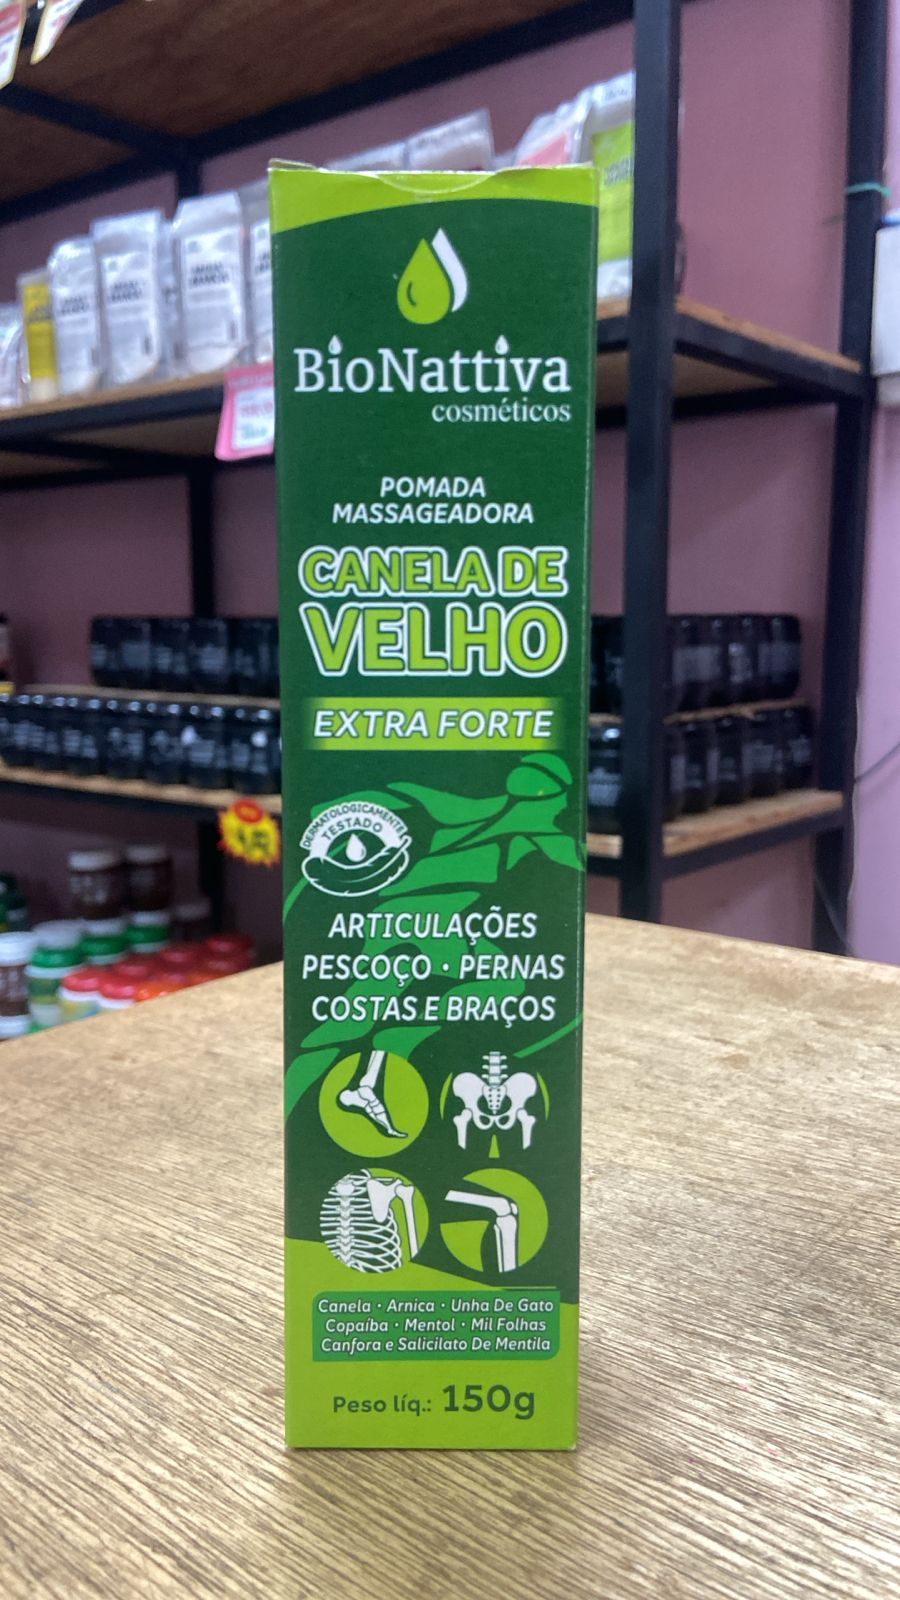 BioNattiva
cosméticos
POMADA
MASSAGEADORA
CANELA DE
VELHO
EXTRA FORTE
DERMATOLOGICAMENTE
TESTADO
ARTICULAÇÕES
PESCOÇO • PERNAS
COSTAS E BRAÇOS
Canela • Arnica • Unha De Gato
Copaíba • Mentol • Mil Folhas
Canfora e Salicilato De Mentila
Peso líq.: 150g